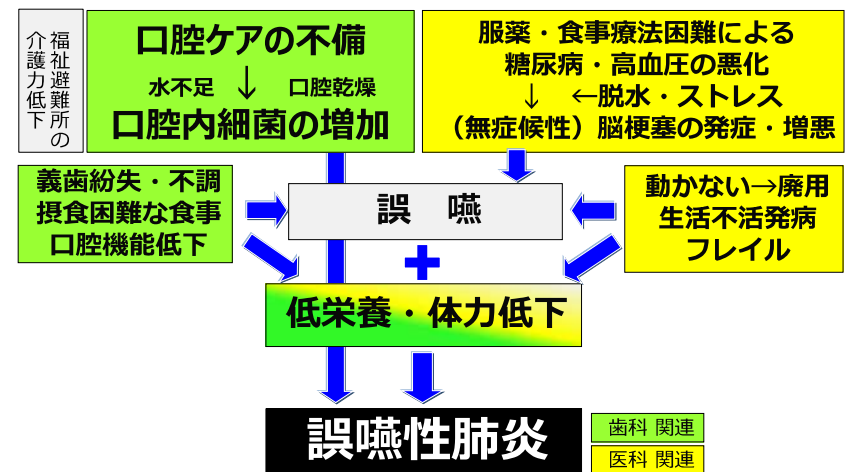 福祉避難所の
介護力低下
口腔ケアの不備
水不足 ↓ 口腔乾燥
口腔内細菌の増加
服薬・食事療法困難による
糖尿病・高血圧の悪化
↓ ←脱水・ストレス
（無症候性）脳梗塞の発症・増悪
義歯紛失・不調
摂食困難な食事
口腔機能低下
誤 嚥
動かない→廃用
生活不活発病
フレイル
+
低栄養・体力低下
誤嚥性肺炎
歯科 関連
医科 関連